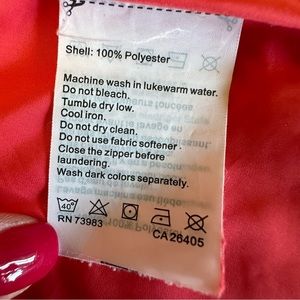 Shell: 100% Polyester
Machine wash in lukewarm water.
Do not bleach.
Tumble dry low.
Cool iron.
Do not dry clean.
Do not use fabric softener .
Close the zipper before
laundering.
Wash dark colors separately.
40°
RN 73983 CA 26405